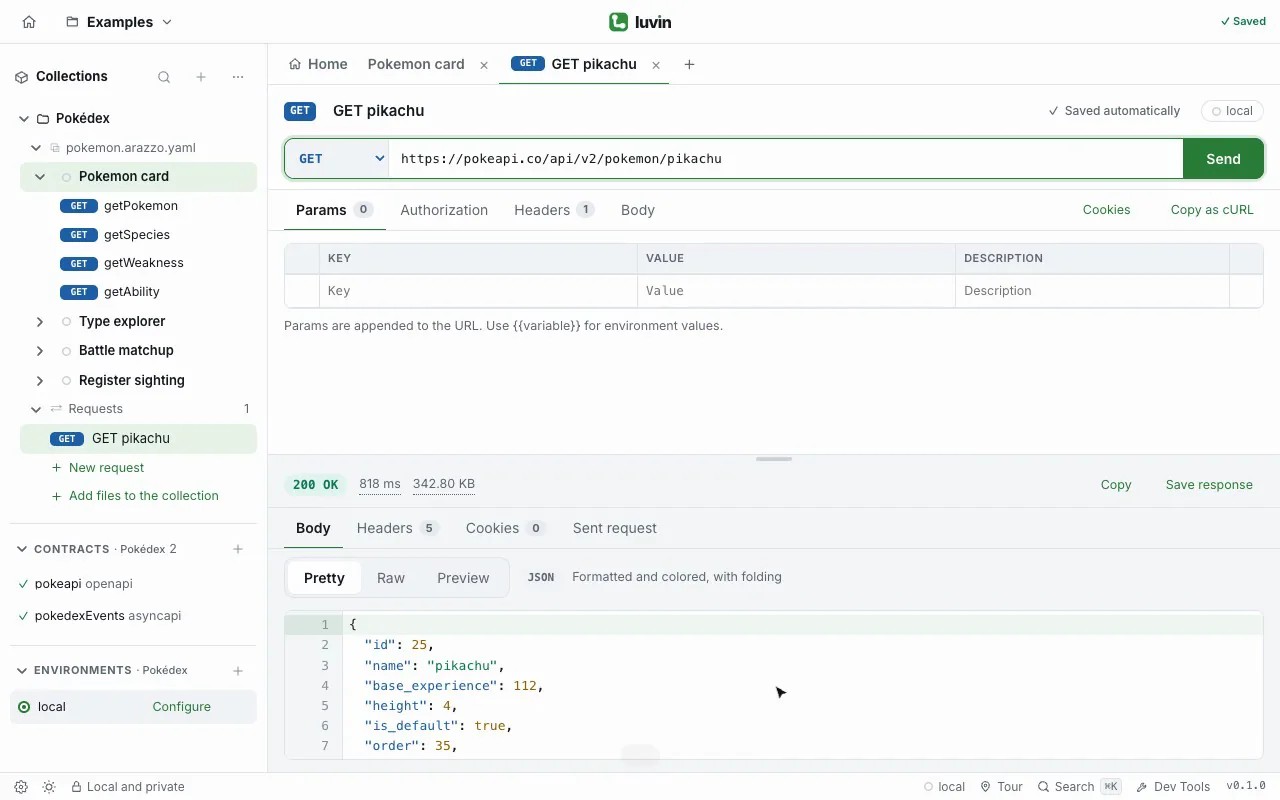 Examples
luvin
Saved
Collections
Home
Pokemon card
GET GET pikachu
Pokédex
pokemon.arazzo.yaml
Pokemon card
GET getPokemon
GET getSpecies
GET getWeakness
GET getAbility
Type explorer
Battle matchup
Register sighting
Requests 1
GET GET pikachu
New request
Add files to the collection
CONTRACTS · Pokédex 2
pokeapi openapi
pokedexEvents asyncapi
ENVIRONMENTS · Pokédex
local Configure
GET GET pikachu
Saved automatically
local
GET https://pokeapi.co/api/v2/pokemon/pikachu Send
Params 0 Authorization Headers 1 Body Cookies Copy as cURL
KEY VALUE DESCRIPTION
Key Value Description
Params are appended to the URL. Use {{variable}} for environment values.
200 OK 818 ms 342.80 KB Copy Save response
Body Headers 5 Cookies 0 Sent request
Pretty Raw Preview JSON Formatted and colored, with folding
1 {
2 "id": 25,
3 "name": "pikachu",
4 "base_experience": 112,
5 "height": 4,
6 "is_default": true,
7 "order": 35,
Local and private
local Tour Search ⌘K Dev Tools v0.1.0